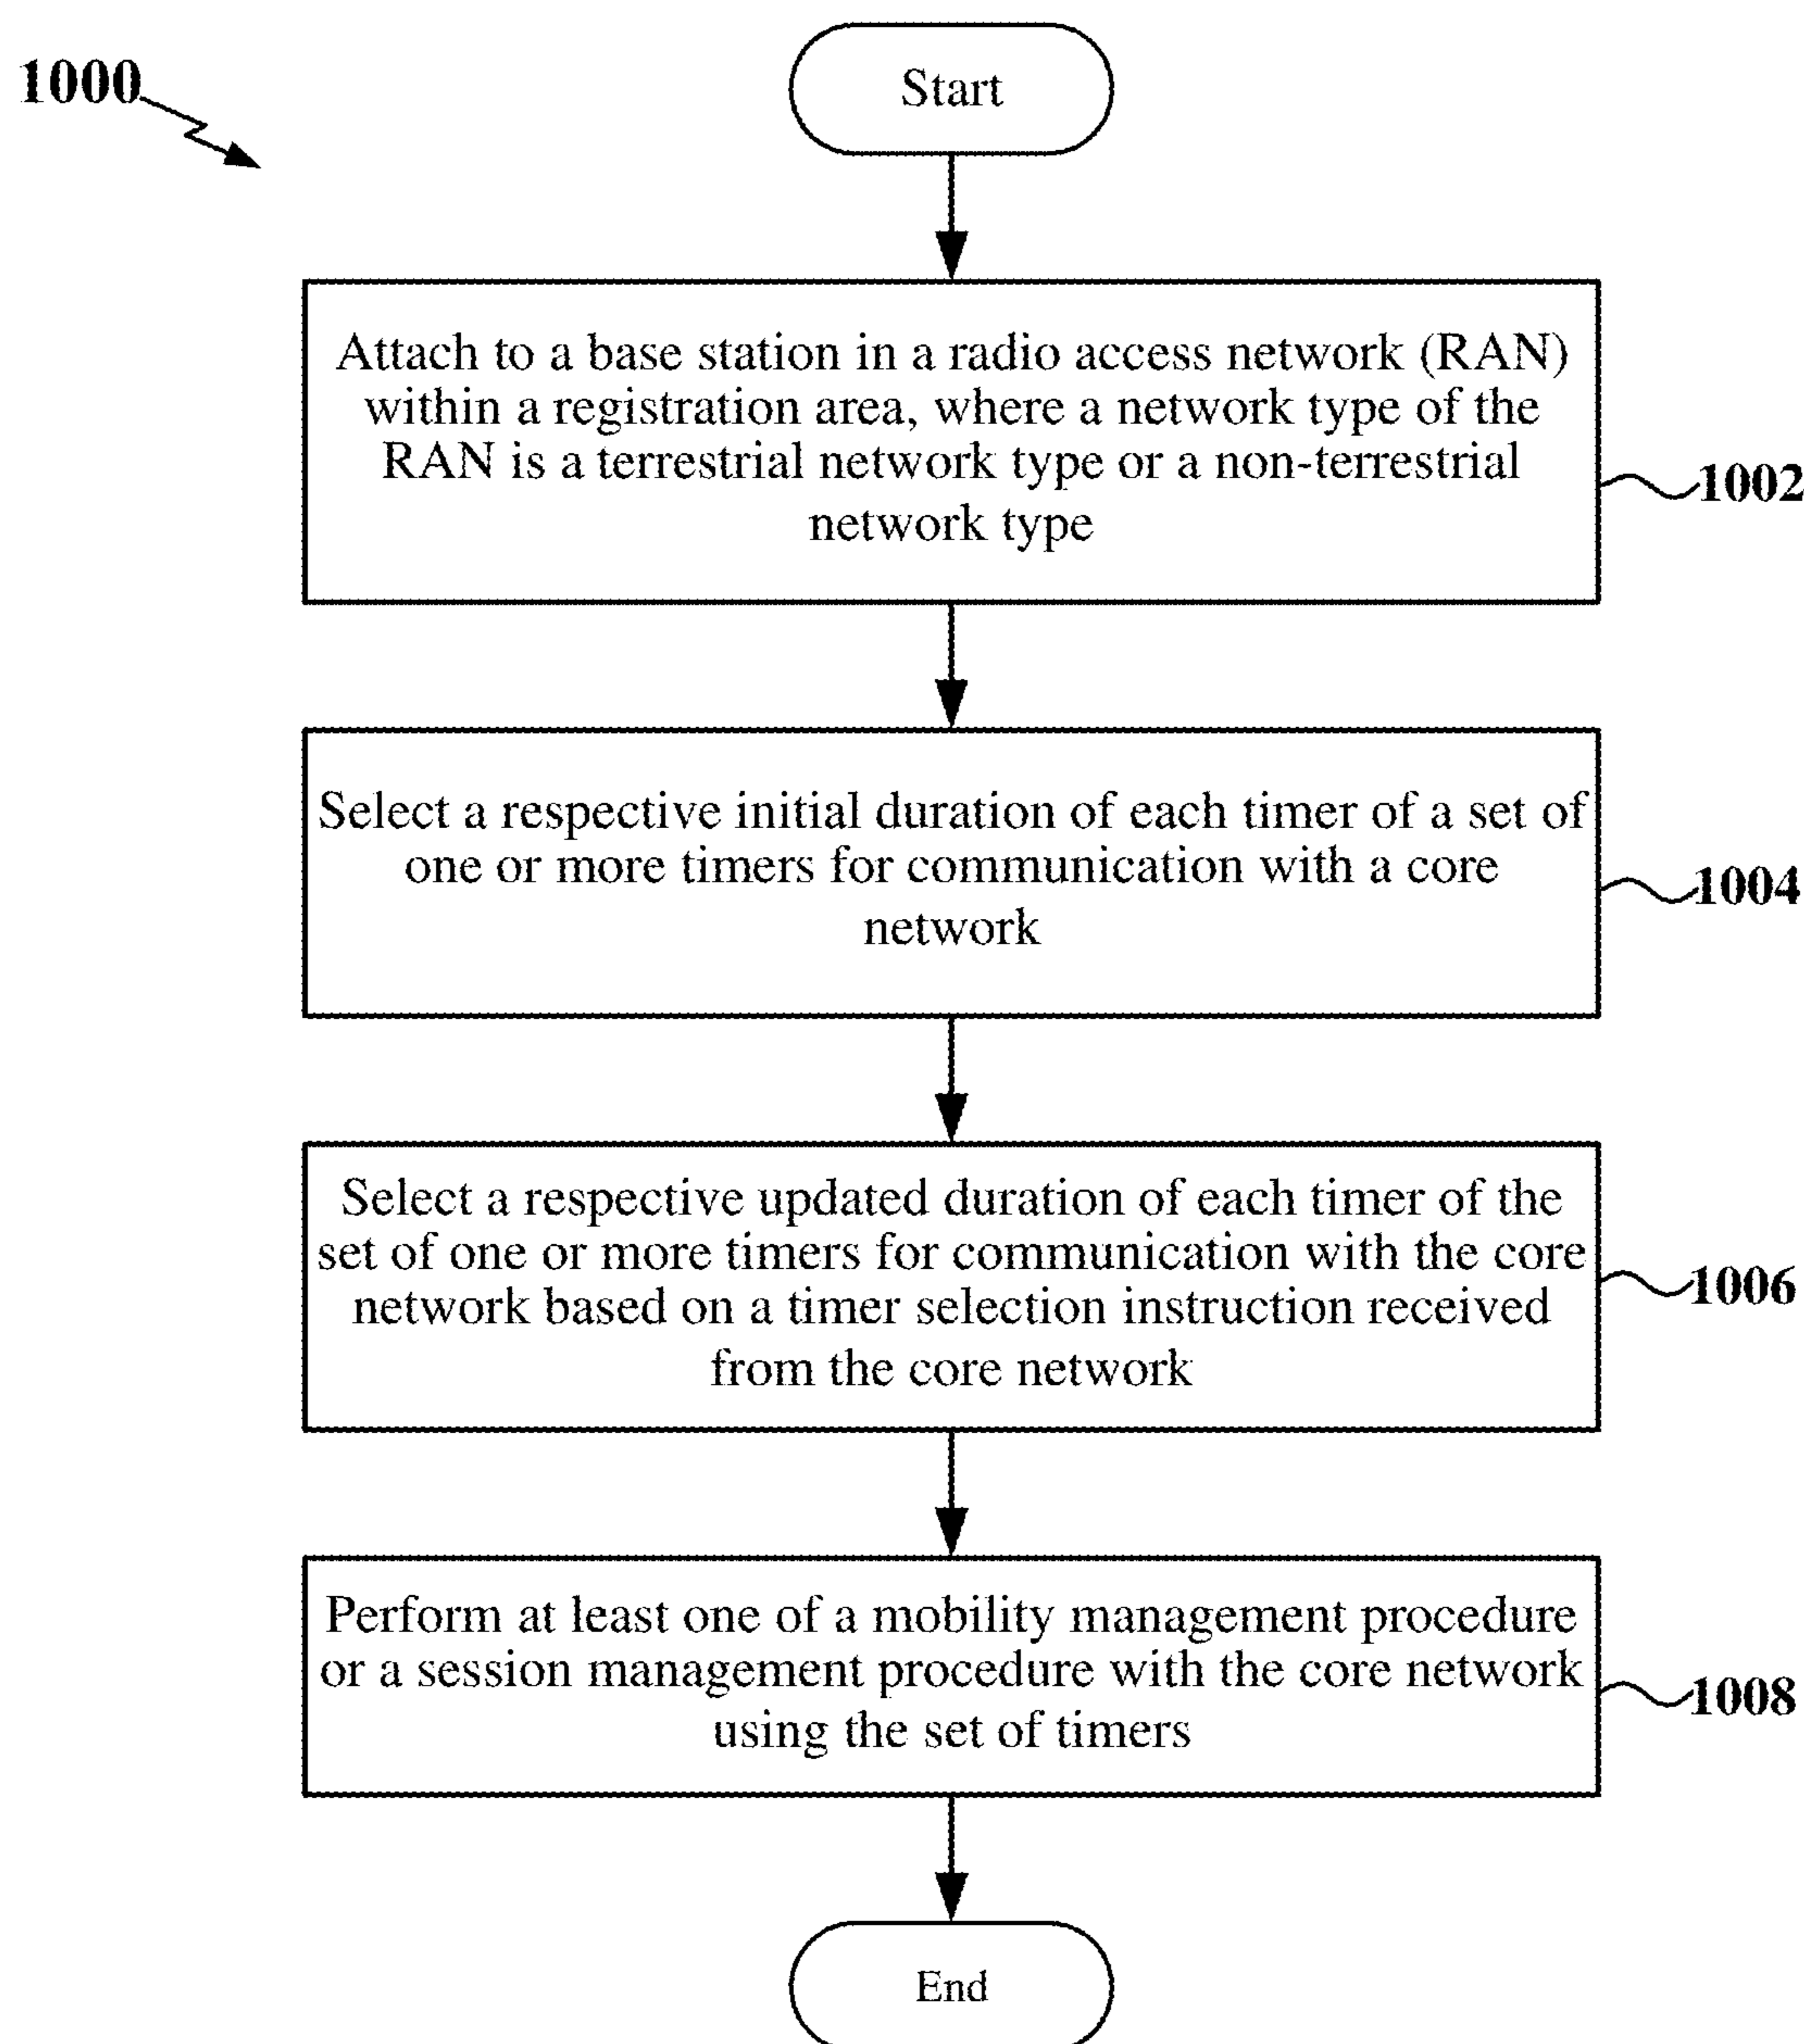 1000
Start
Attach to a base station in a radio access network (RAN)
within a registration area, where a network type of the
RAN is a terrestrial network type or a non-terrestrial
network type
1002
Select a respective initial duration of each timer of a set of
one or more timers for communication with a core
network
1004
Select a respective updated duration of each timer of the
set of one or more timers for communication with the core
network based on a timer selection instruction received
from the core network
1006
Perform at least one of a mobility management procedure
or a session management procedure with the core network
using the set of timers
1008
End